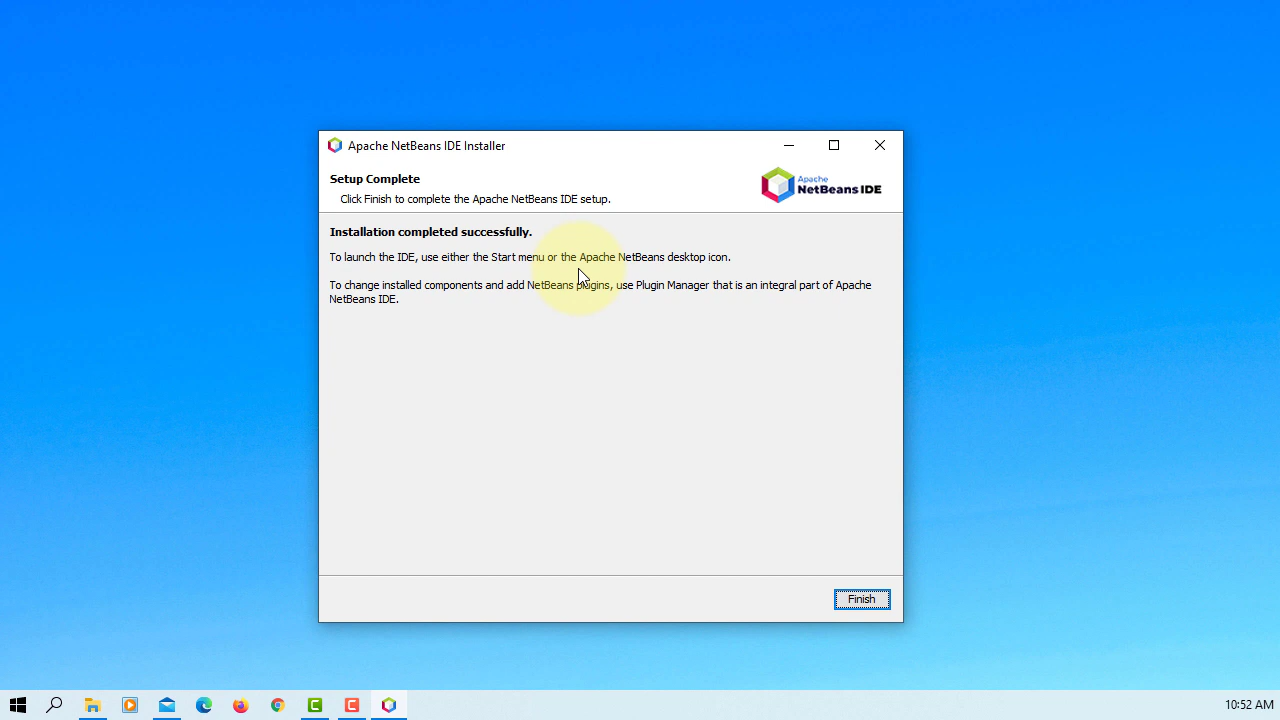 Apache NetBeans IDE Installer
Setup Complete
Click Finish to complete the Apache NetBeans IDE setup.
Apache
NetBeans IDE
Installation completed successfully.
To launch the IDE, use either the Start menu or the Apache NetBeans desktop icon.
To change installed components and add NetBeans plugins, use Plugin Manager that is an integral part of Apache
NetBeans IDE.
Finish
C
C
10:52 AM